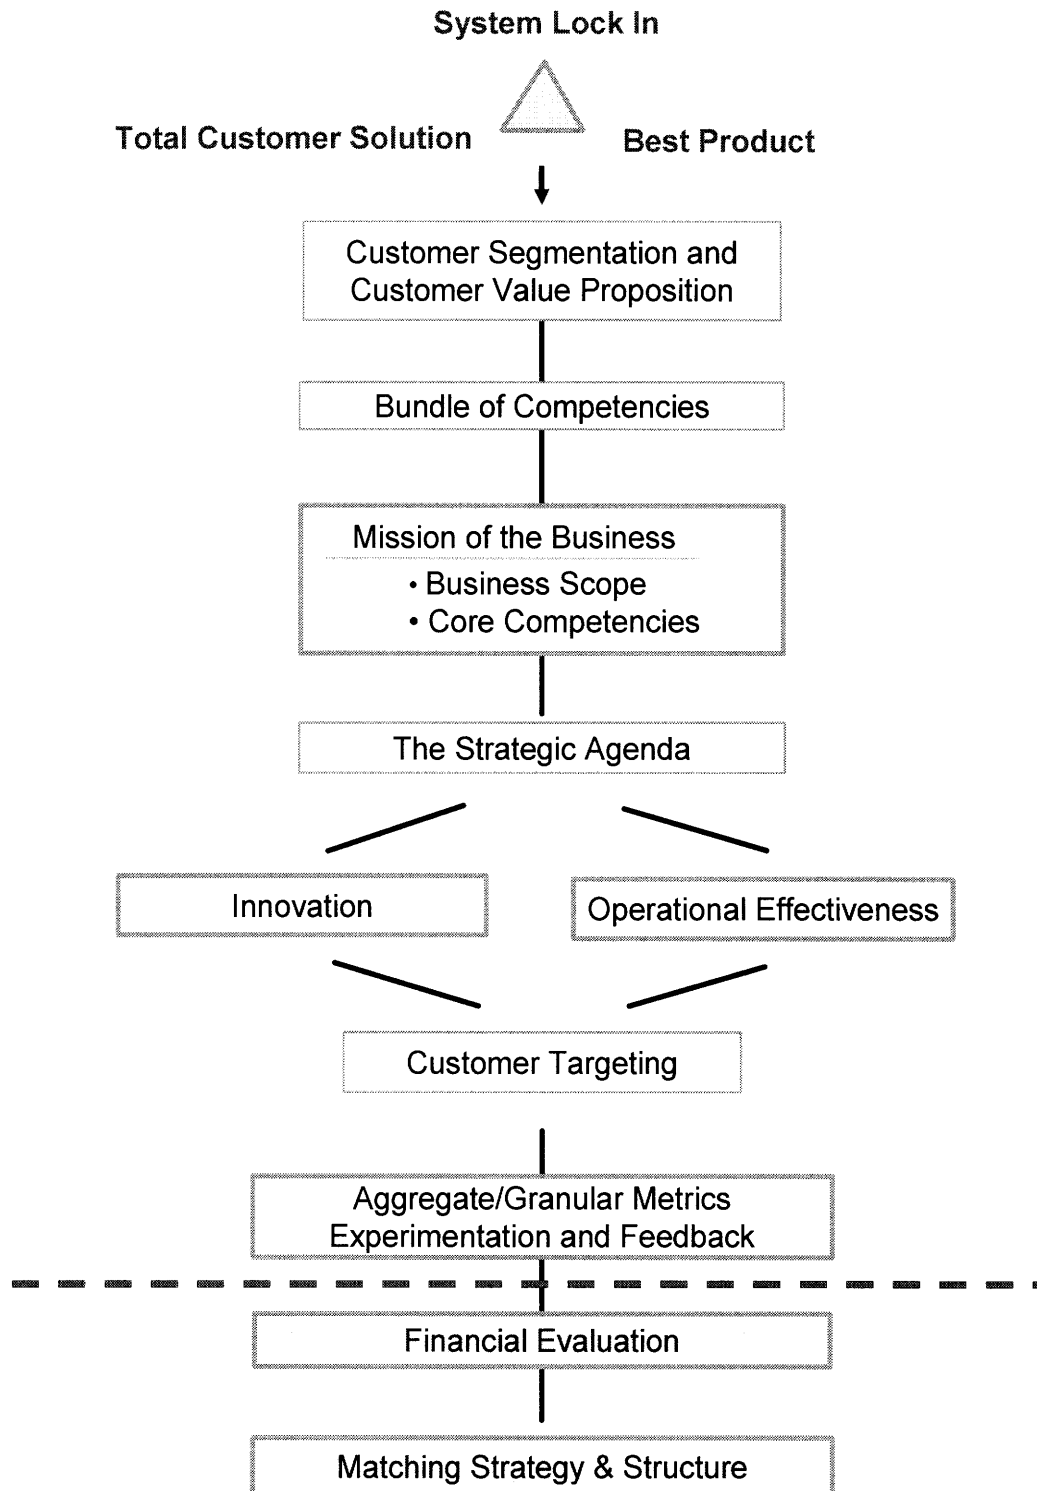 System Lock In
Total Customer Solution
Best Product
Customer Segmentation and
Customer Value Proposition
Bundle of Competencies
Mission of the Business
• Business Scope
• Core Competencies
The Strategic Agenda
Innovation
Operational Effectiveness
Customer Targeting
Aggregate/Granular Metrics
Experimentation and Feedback
Financial Evaluation
Matching Strategy & Structure